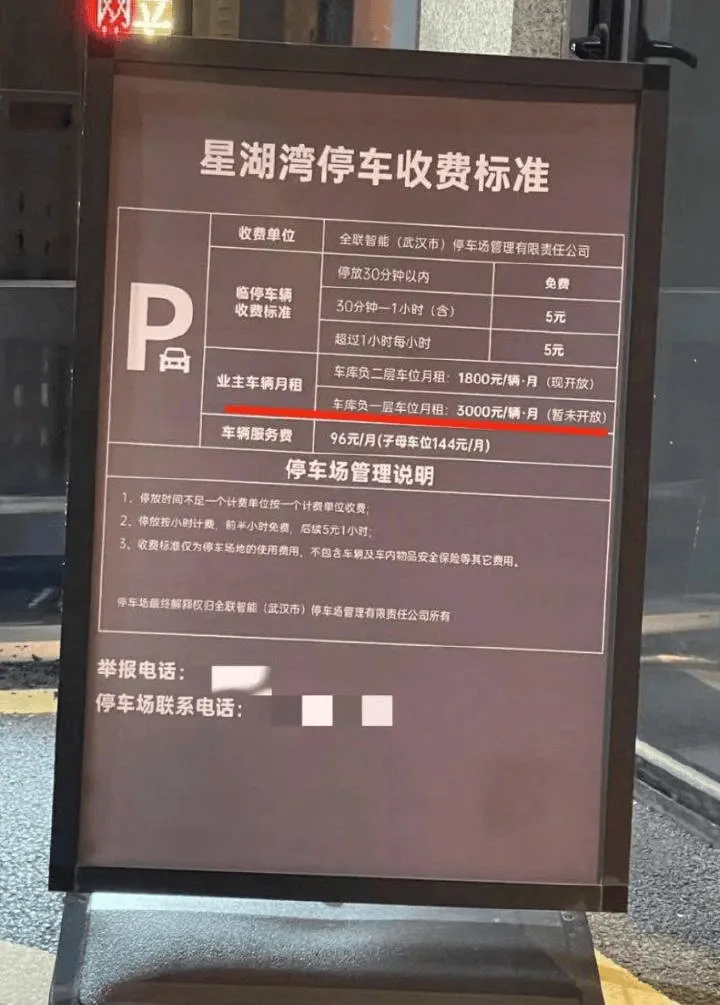 网立
星湖湾停车收费标准
P
收费单位
全联智能（武汉市）停车场管理有限责任公司
临停车辆
收费标准
停放30分钟以内
免费
30分钟—1小时（含）
5元
超过1小时每小时
5元
业主车辆月租
车库负二层车位月租：1800元/辆·月（现开放）
车库负一层车位月租：3000元/辆·月（暂未开放）
车辆服务费
96元/月(子母车位144元/月)
停车场管理说明
1、停放时间不足一个计费单位按一个计费单位收费;
2、停放按小时计费，前半小时免费，后续5元1小时;
3、收费标准仅为停车场地的使用费用，不包含车辆及车内物品安全保险等其它费用。
停车场最终解释权归全联智能（武汉市）停车场管理有限责任公司所有
举报电话：
停车场联系电话：